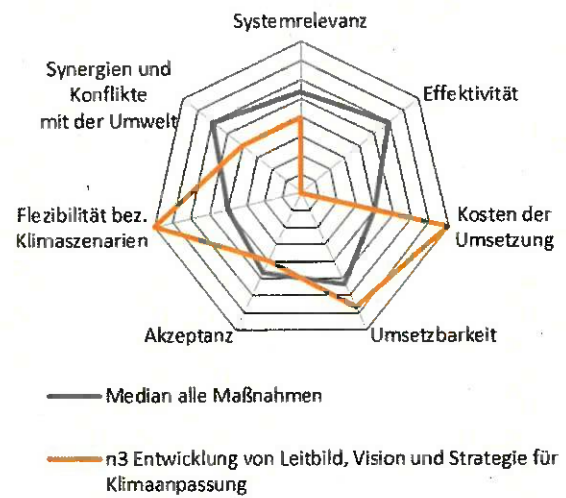 Systemrelevanz
Synergien und
Konflikte
mit der Umwelt
Effektivität
Flezibilität bez.
Klimaszenarien
Kosten der
Umsetzung
Akzeptanz
Umsetzbarkeit
Median alle Maßnahmen
n3 Entwicklung von Leitbild, Vision und Strategie für
Klimaanpassung